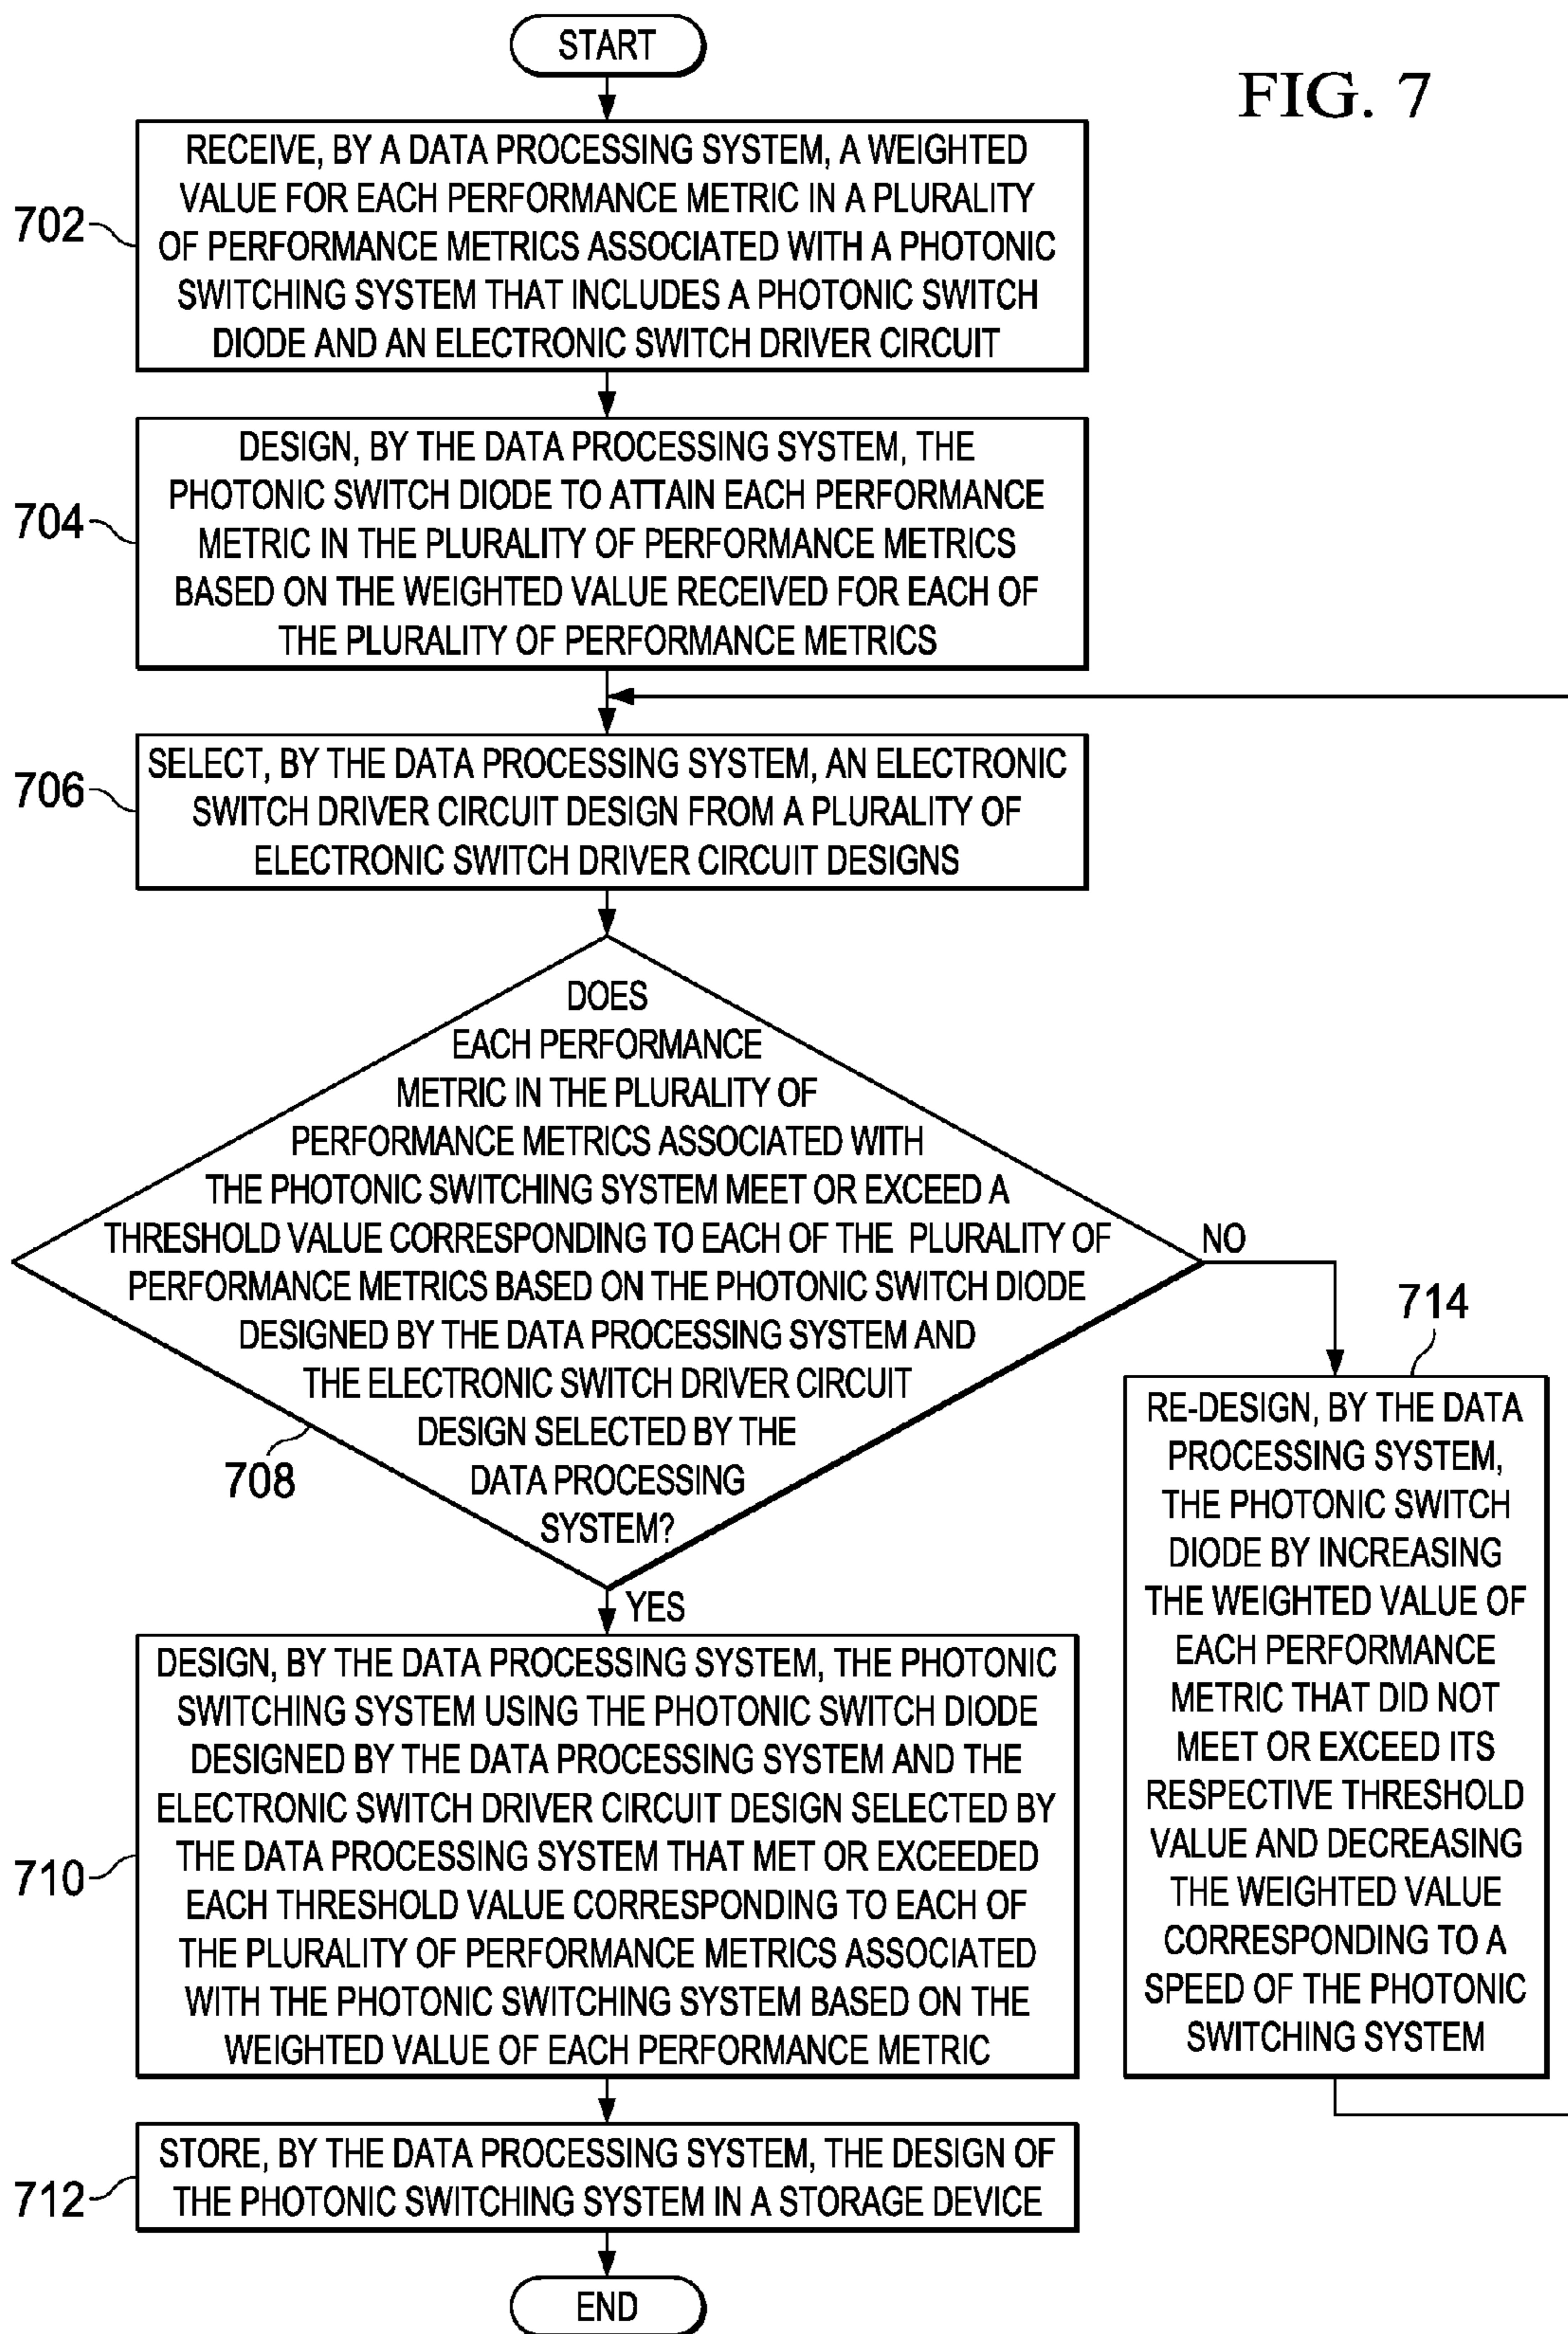 START
FIG. 7
RECEIVE, BY A DATA PROCESSING SYSTEM, A WEIGHTED
VALUE FOR EACH PERFORMANCE METRIC IN A PLURALITY
OF PERFORMANCE METRICS ASSOCIATED WITH A PHOTONIC
SWITCHING SYSTEM THAT INCLUDES A PHOTONIC SWITCH
DIODE AND AN ELECTRONIC SWITCH DRIVER CIRCUIT
702
DESIGN, BY THE DATA PROCESSING SYSTEM, THE
PHOTONIC SWITCH DIODE TO ATTAIN EACH PERFORMANCE
METRIC IN THE PLURALITY OF PERFORMANCE METRICS
BASED ON THE WEIGHTED VALUE RECEIVED FOR EACH OF
THE PLURALITY OF PERFORMANCE METRICS
704
SELECT, BY THE DATA PROCESSING SYSTEM, AN ELECTRONIC
SWITCH DRIVER CIRCUIT DESIGN FROM A PLURALITY OF
ELECTRONIC SWITCH DRIVER CIRCUIT DESIGNS
706
DOES
EACH PERFORMANCE
METRIC IN THE PLURALITY OF
PERFORMANCE METRICS ASSOCIATED WITH
THE PHOTONIC SWITCHING SYSTEM MEET OR EXCEED A
THRESHOLD VALUE CORRESPONDING TO EACH OF THE PLURALITY OF
PERFORMANCE METRICS BASED ON THE PHOTONIC SWITCH DIODE
DESIGNED BY THE DATA PROCESSING SYSTEM AND
THE ELECTRONIC SWITCH DRIVER CIRCUIT
DESIGN SELECTED BY THE
DATA PROCESSING
SYSTEM?
708
NO
YES
714
RE-DESIGN, BY THE DATA
PROCESSING SYSTEM,
THE PHOTONIC SWITCH
DIODE BY INCREASING
THE WEIGHTED VALUE OF
EACH PERFORMANCE
METRIC THAT DID NOT
MEET OR EXCEED ITS
RESPECTIVE THRESHOLD
VALUE AND DECREASING
THE WEIGHTED VALUE
CORRESPONDING TO A
SPEED OF THE PHOTONIC
SWITCHING SYSTEM
DESIGN, BY THE DATA PROCESSING SYSTEM, THE PHOTONIC
SWITCHING SYSTEM USING THE PHOTONIC SWITCH DIODE
DESIGNED BY THE DATA PROCESSING SYSTEM AND THE
ELECTRONIC SWITCH DRIVER CIRCUIT DESIGN SELECTED BY
THE DATA PROCESSING SYSTEM THAT MET OR EXCEEDED
EACH THRESHOLD VALUE CORRESPONDING TO EACH OF
THE PLURALITY OF PERFORMANCE METRICS ASSOCIATED
WITH THE PHOTONIC SWITCHING SYSTEM BASED ON THE
WEIGHTED VALUE OF EACH PERFORMANCE METRIC
710
STORE, BY THE DATA PROCESSING SYSTEM, THE DESIGN OF
THE PHOTONIC SWITCHING SYSTEM IN A STORAGE DEVICE
712
END